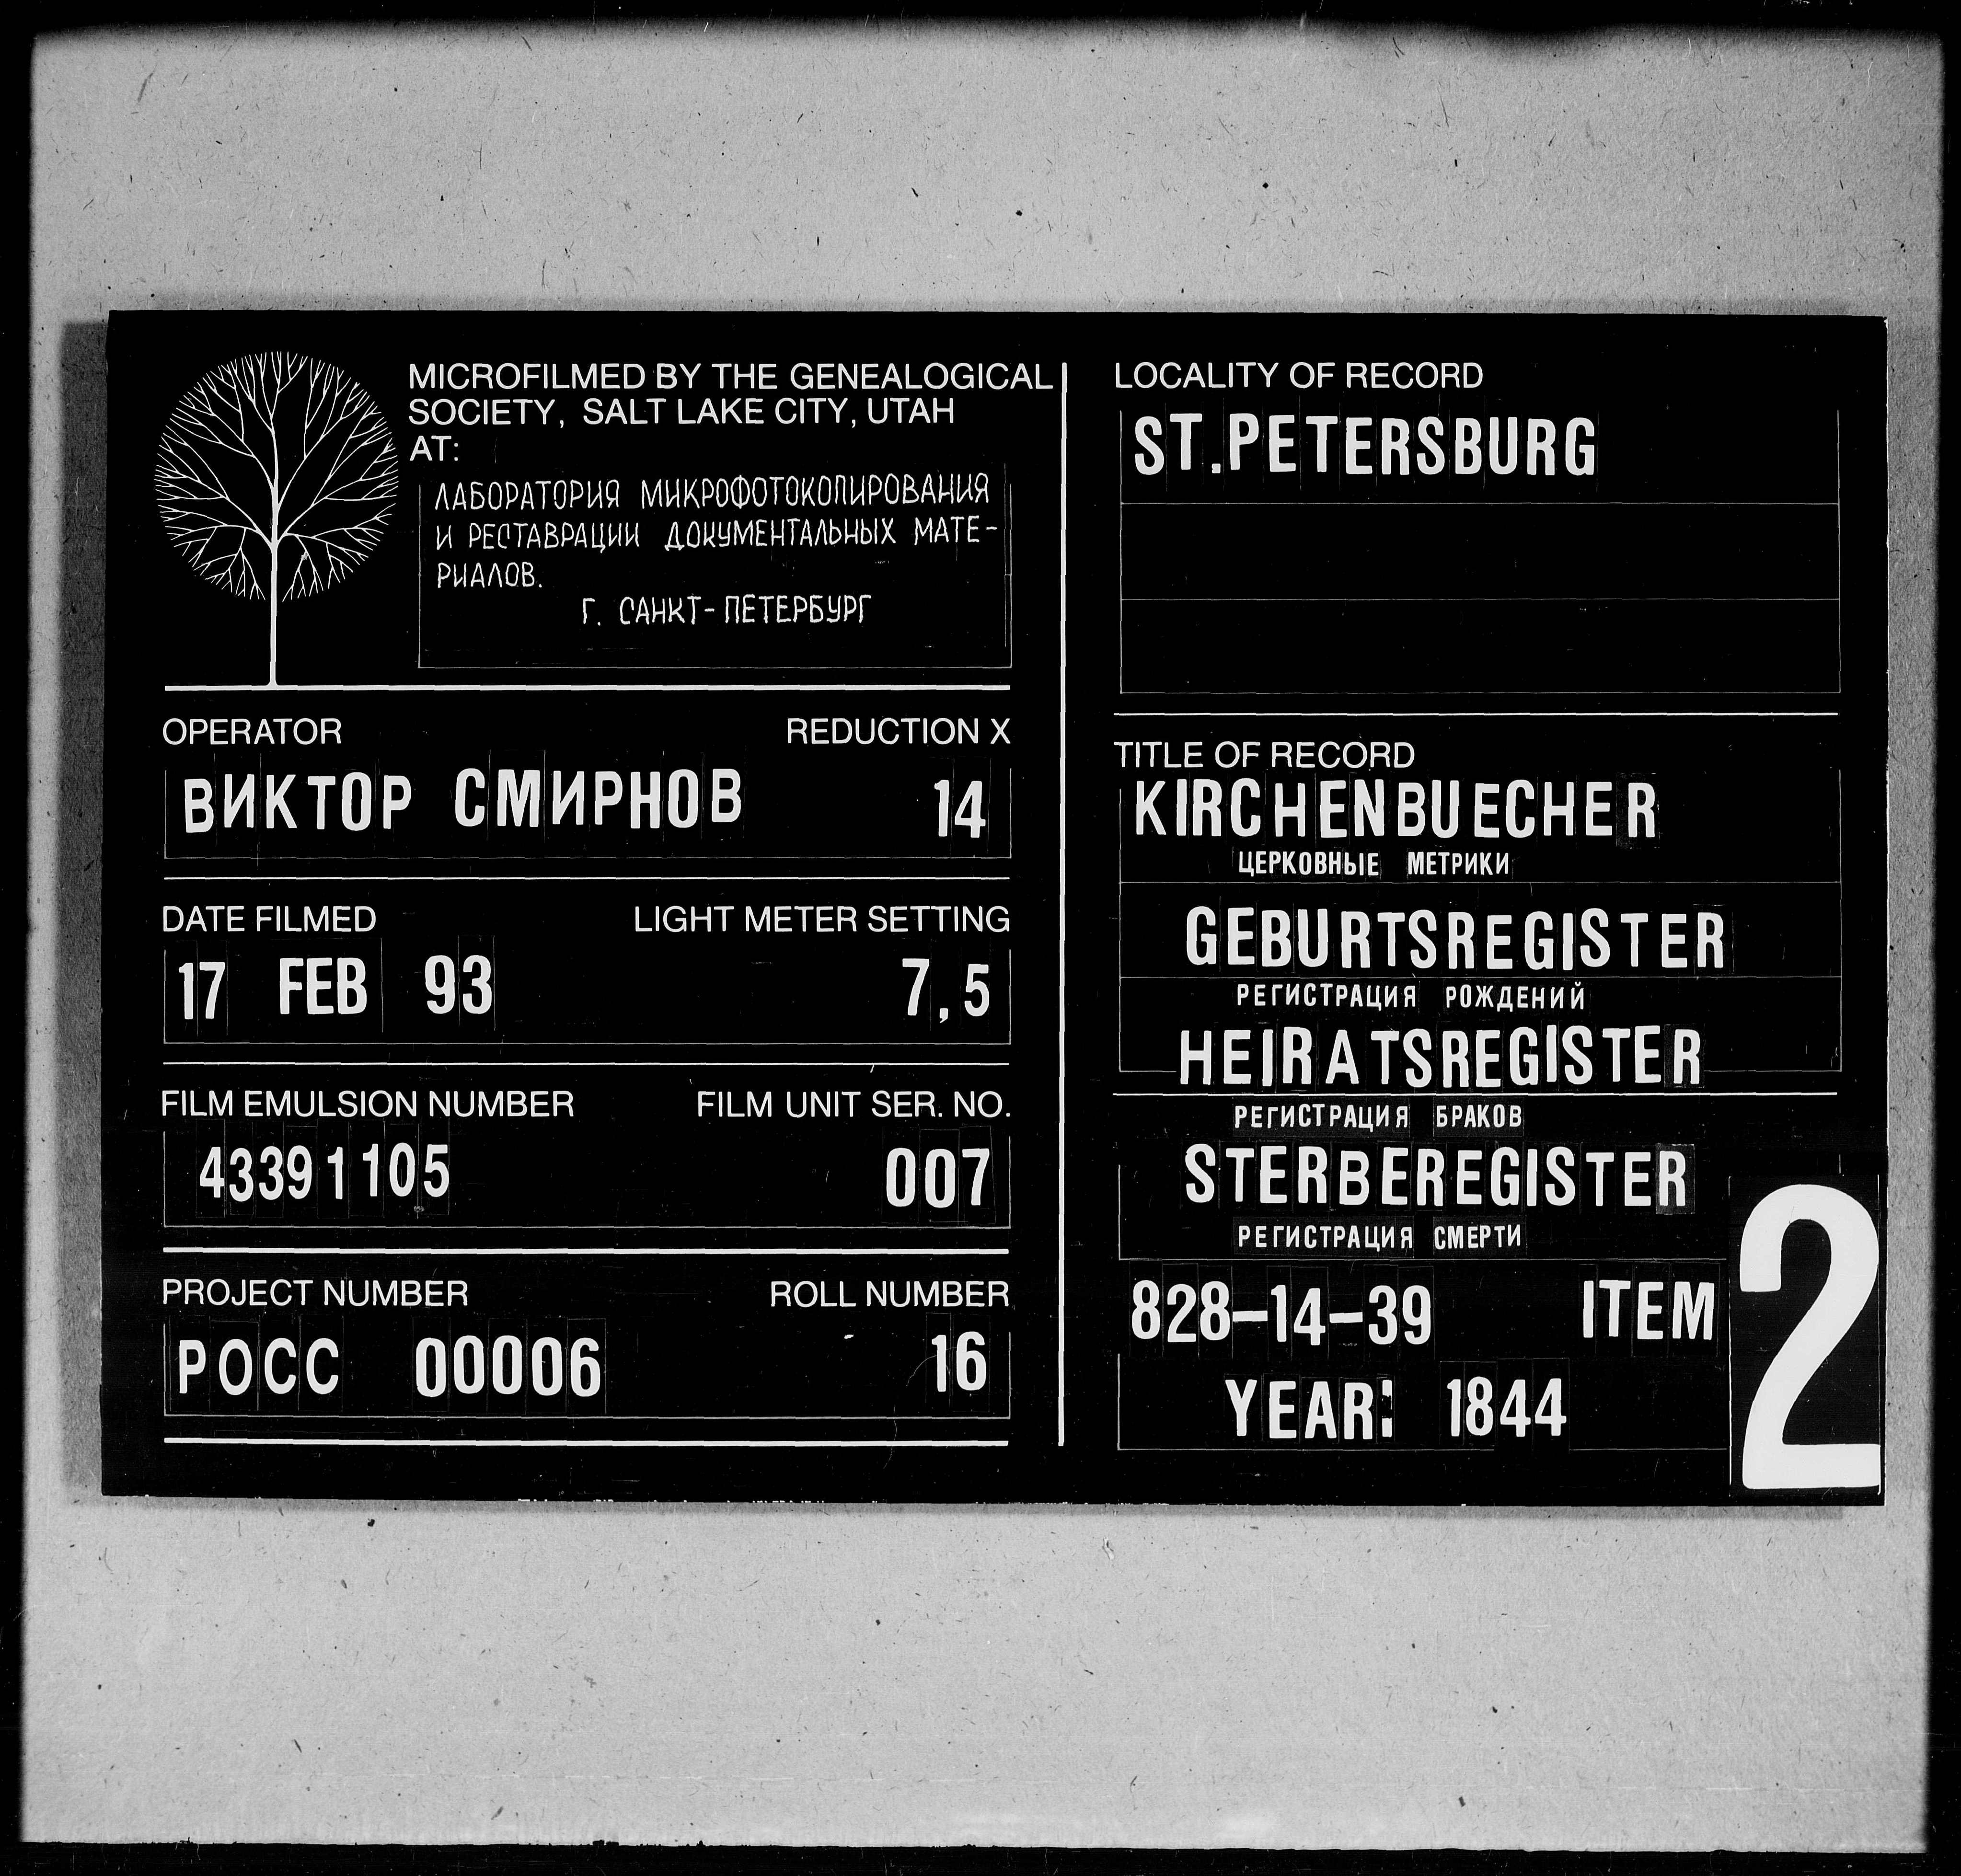 MICROFILMED BY THE GENEALOGICAL
SOCIETY, SALT LAKE CITY, UTAH
AT:
ЛАБОРАТОРИЯ МИКРОФОТОКОПИРОВАНИЯ
И РЕСТАВРАЦИИ ДОКУМЕНТАЛЬНЫХ МАТЕ-
РИАЛОВ.
Г. САНКТ-ПЕТЕРБУРГ
OPERATOR REDUCTION X
ВИКТОР СМИРНОВ 14
DATE FILMED LIGHT METER SETTING
17 FEB 93 7,5
FILM EMULSION NUMBER FILM UNIT SER. NO.
43391105 007
PROJECT NUMBER ROLL NUMBER
РОСС 00006 16
LOCALITY OF RECORD
ST.PETERSBURG
TITLE OF RECORD
KIRCHENBUECHER
ЦЕРКОВНЫЕ МЕТРИКИ
GEBURTSREGISTER
РЕГИСТРАЦИЯ РОЖДЕНИЙ
HEIRATSREGISTER
РЕГИСТРАЦИЯ БРАКОВ
STERBEREGISTER
РЕГИСТРАЦИЯ СМЕРТИ
828-14-39 ITEM 2
YEAR: 1844